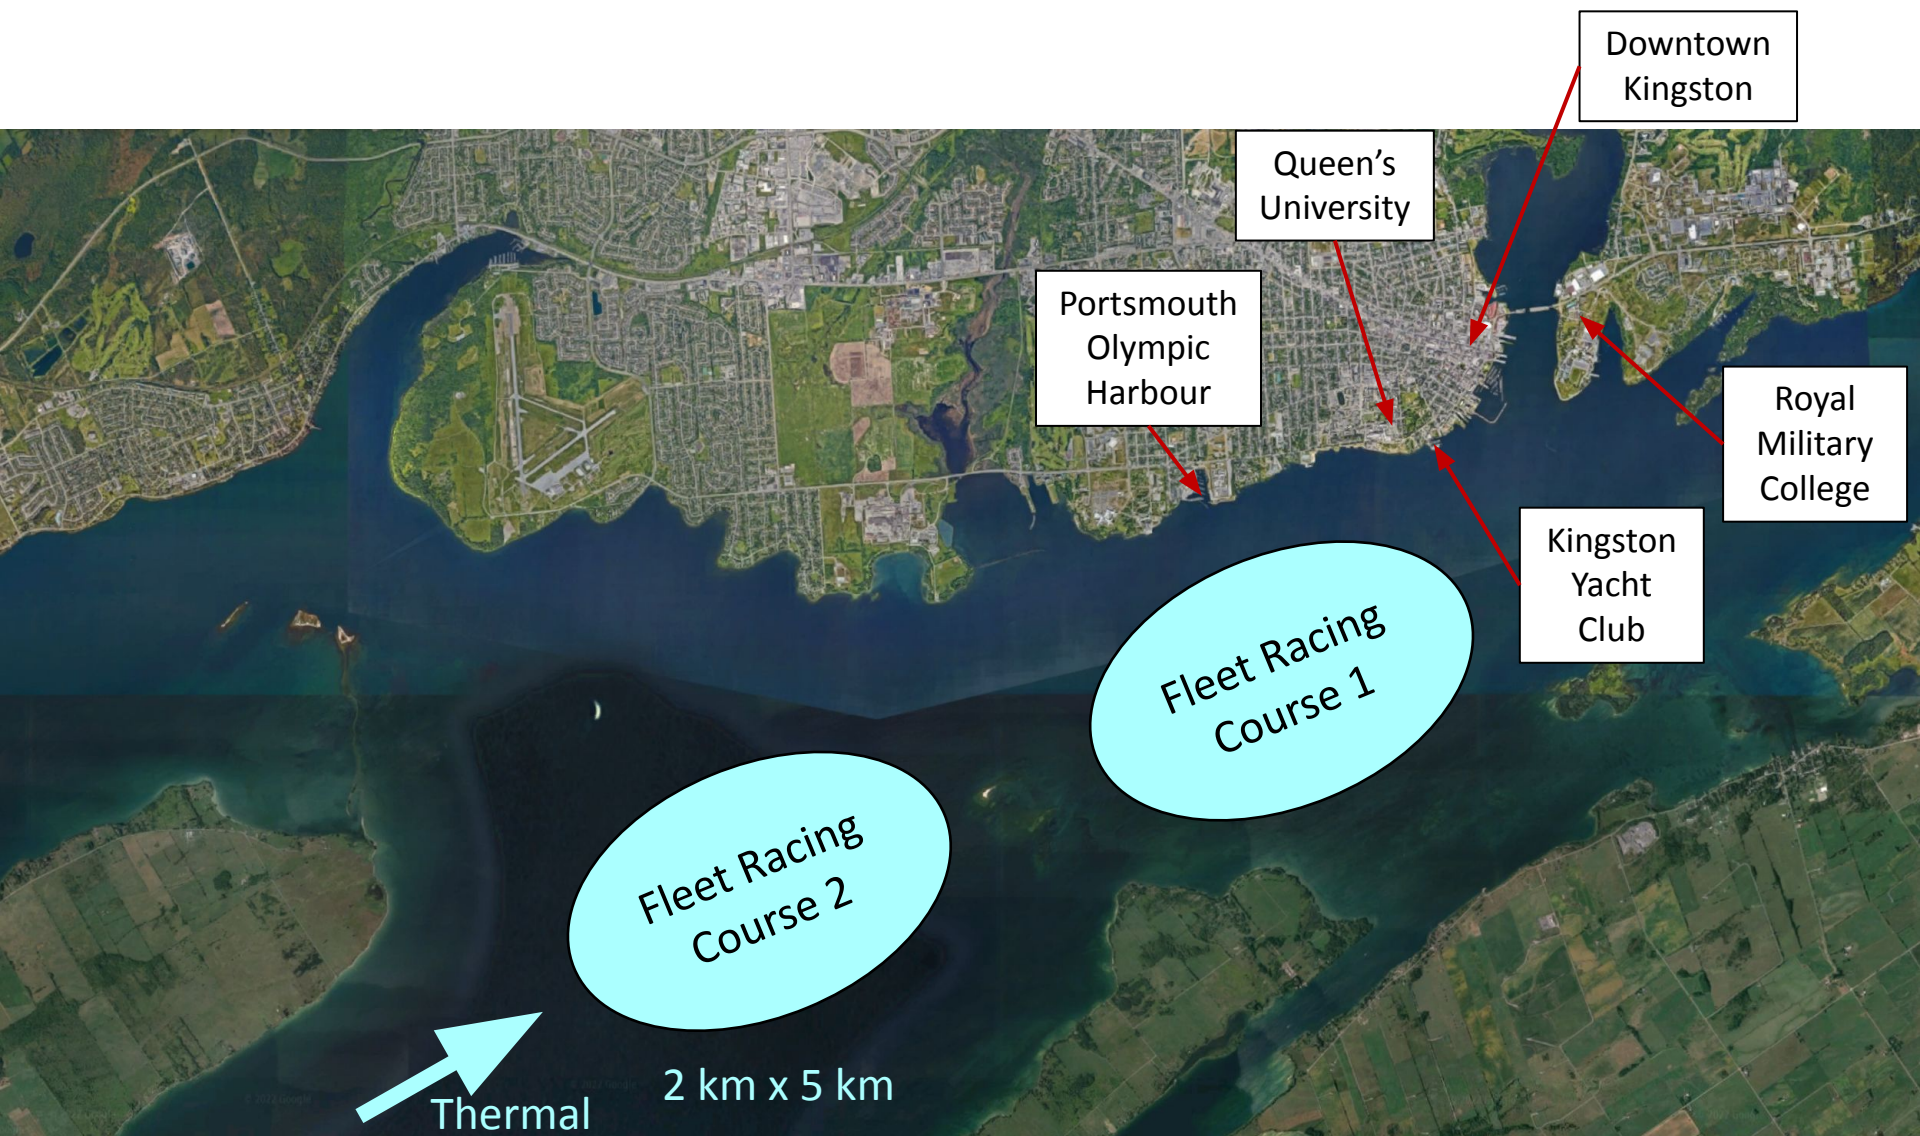 Downtown
Kingston
Queen’s
University
Portsmouth
Olympic
Harbour
Royal
Military
College
Kingston
Yacht
Club
Fleet Racing
Course 1
Fleet Racing
Course 2
2 km x 5 km
Thermal